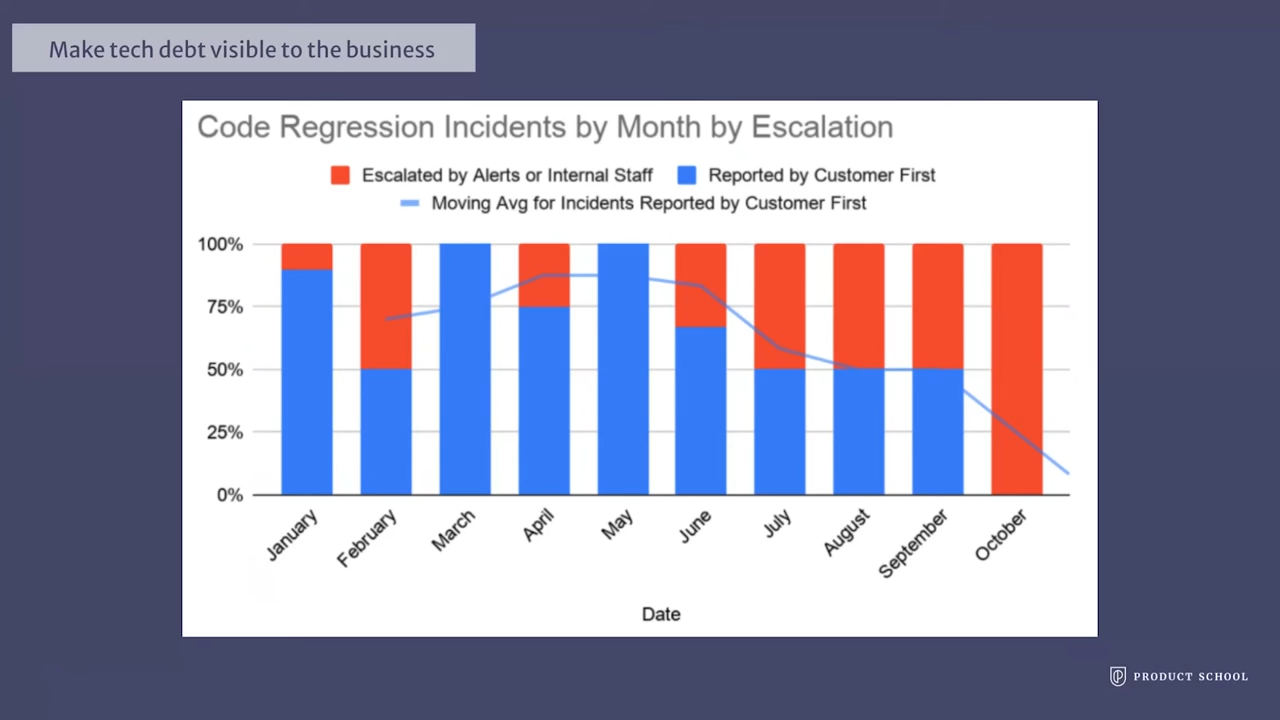 Make tech debt visible to the business
Code Regression Incidents by Month by Escalation
Escalated by Alerts or Internal Staff
Reported by Customer First
Moving Avg for Incidents Reported by Customer First
100%
75%
50%
25%
0%
January
February
March
April
May
June
July
August
September
October
Date
PRODUCT SCHOOL